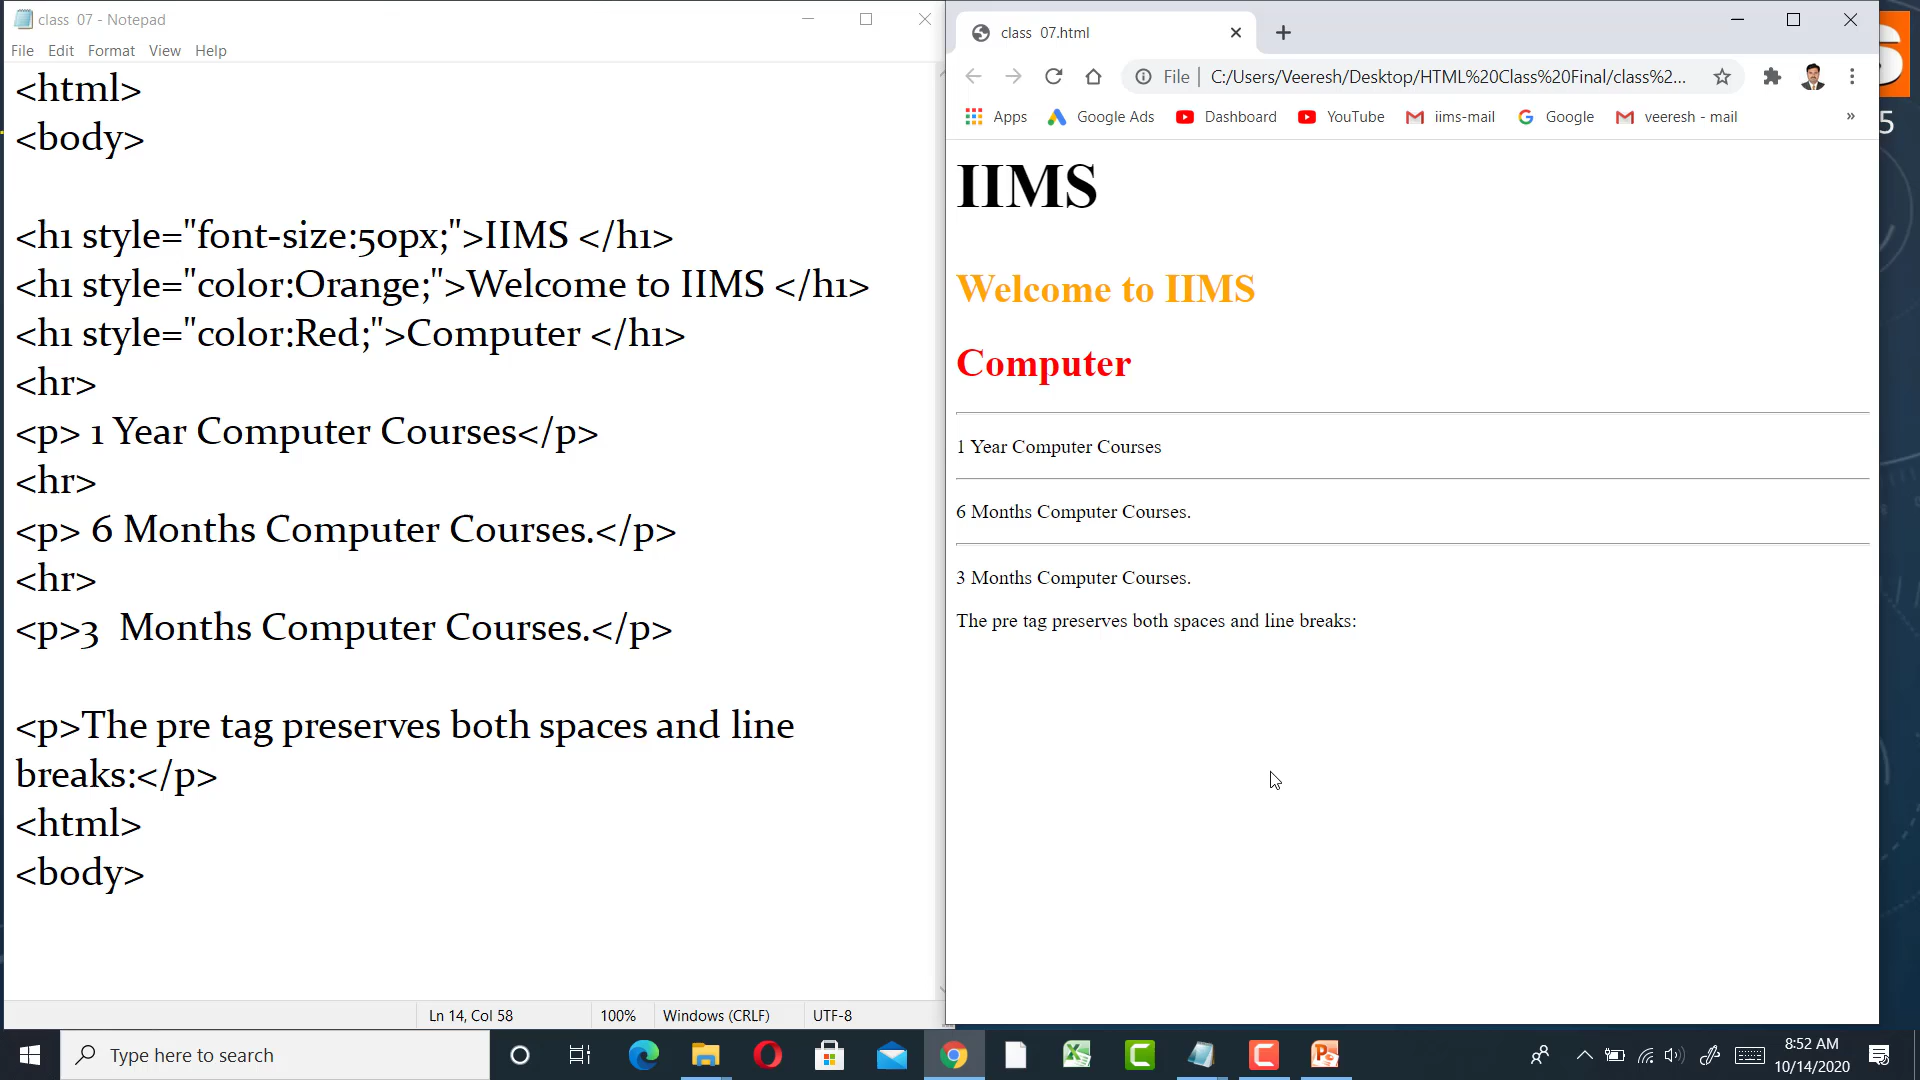 class 07 - Notepad
File Edit Format View Help
<html>
<body>
<h1 style="font-size:50px;">IIMS </h1>
<h1 style="color:Orange;">Welcome to IIMS </h1>
<h1 style="color:Red;">Computer </h1>
<hr>
<p> 1 Year Computer Courses</p>
<hr>
<p> 6 Months Computer Courses.</p>
<hr>
<p>3  Months Computer Courses.</p>
<p>The pre tag preserves both spaces and line
breaks:</p>
<html>
<body>
Ln 14, Col 58 100% Windows (CRLF) UTF-8
class 07.html
File C:/Users/Veeresh/Desktop/HTML%20Class%20Final/class%2...
Apps Google Ads Dashboard YouTube iims-mail Google veeresh - mail »
IIMS
Welcome to IIMS
Computer
1 Year Computer Courses
6 Months Computer Courses.
3 Months Computer Courses.
The pre tag preserves both spaces and line breaks:
S
5
Type here to search
8:52 AM
10/14/2020